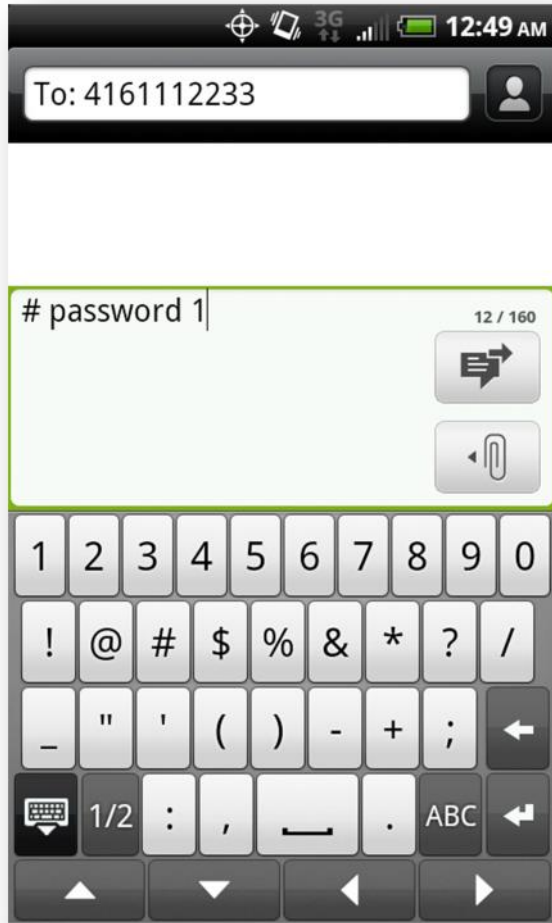 3G 12:49 AM
To: 4161112233
# password 1
12 / 160
1 2 3 4 5 6 7 8 9 0
! @ # $ % & * ? /
_ " ' ( ) - + ;
1/2 : , . ABC